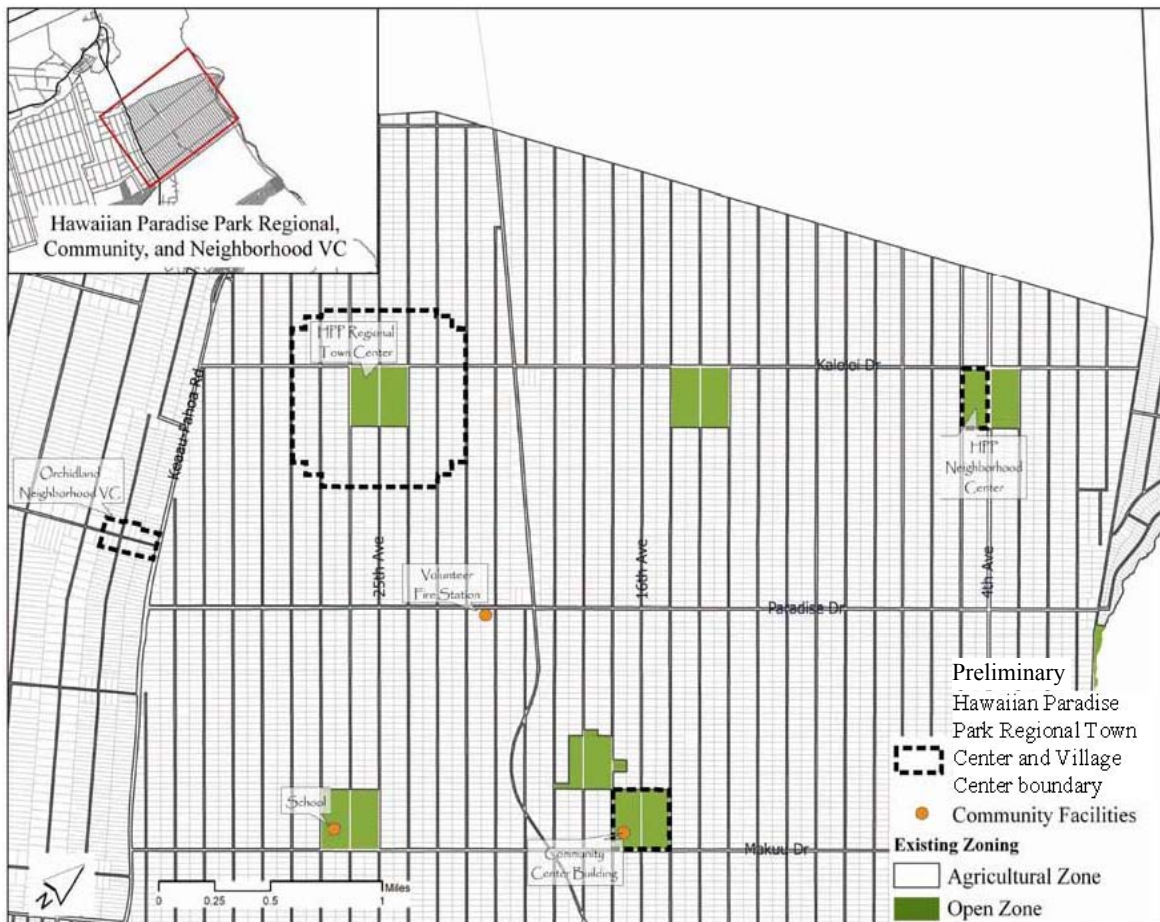 Hawaiian Paradise Park Regional,
Community, and Neighborhood VC
HPP Regional
Town Center
Kaloloi Dr
Keaau-Pahoa Rd
HPP
Neighborhood
Center
Orchidland
Neighborhood VC
25th Ave
16th Ave
4th Ave
Volunteer
Fire Station
Paradise Dr
School
Community
Center Building
Makuu Dr
N
0 0.25 0.5 1
Miles
Preliminary
Hawaiian Paradise
Park Regional Town
Center and Village
Center boundary
Community Facilities
Existing Zoning
Agricultural Zone
Open Zone